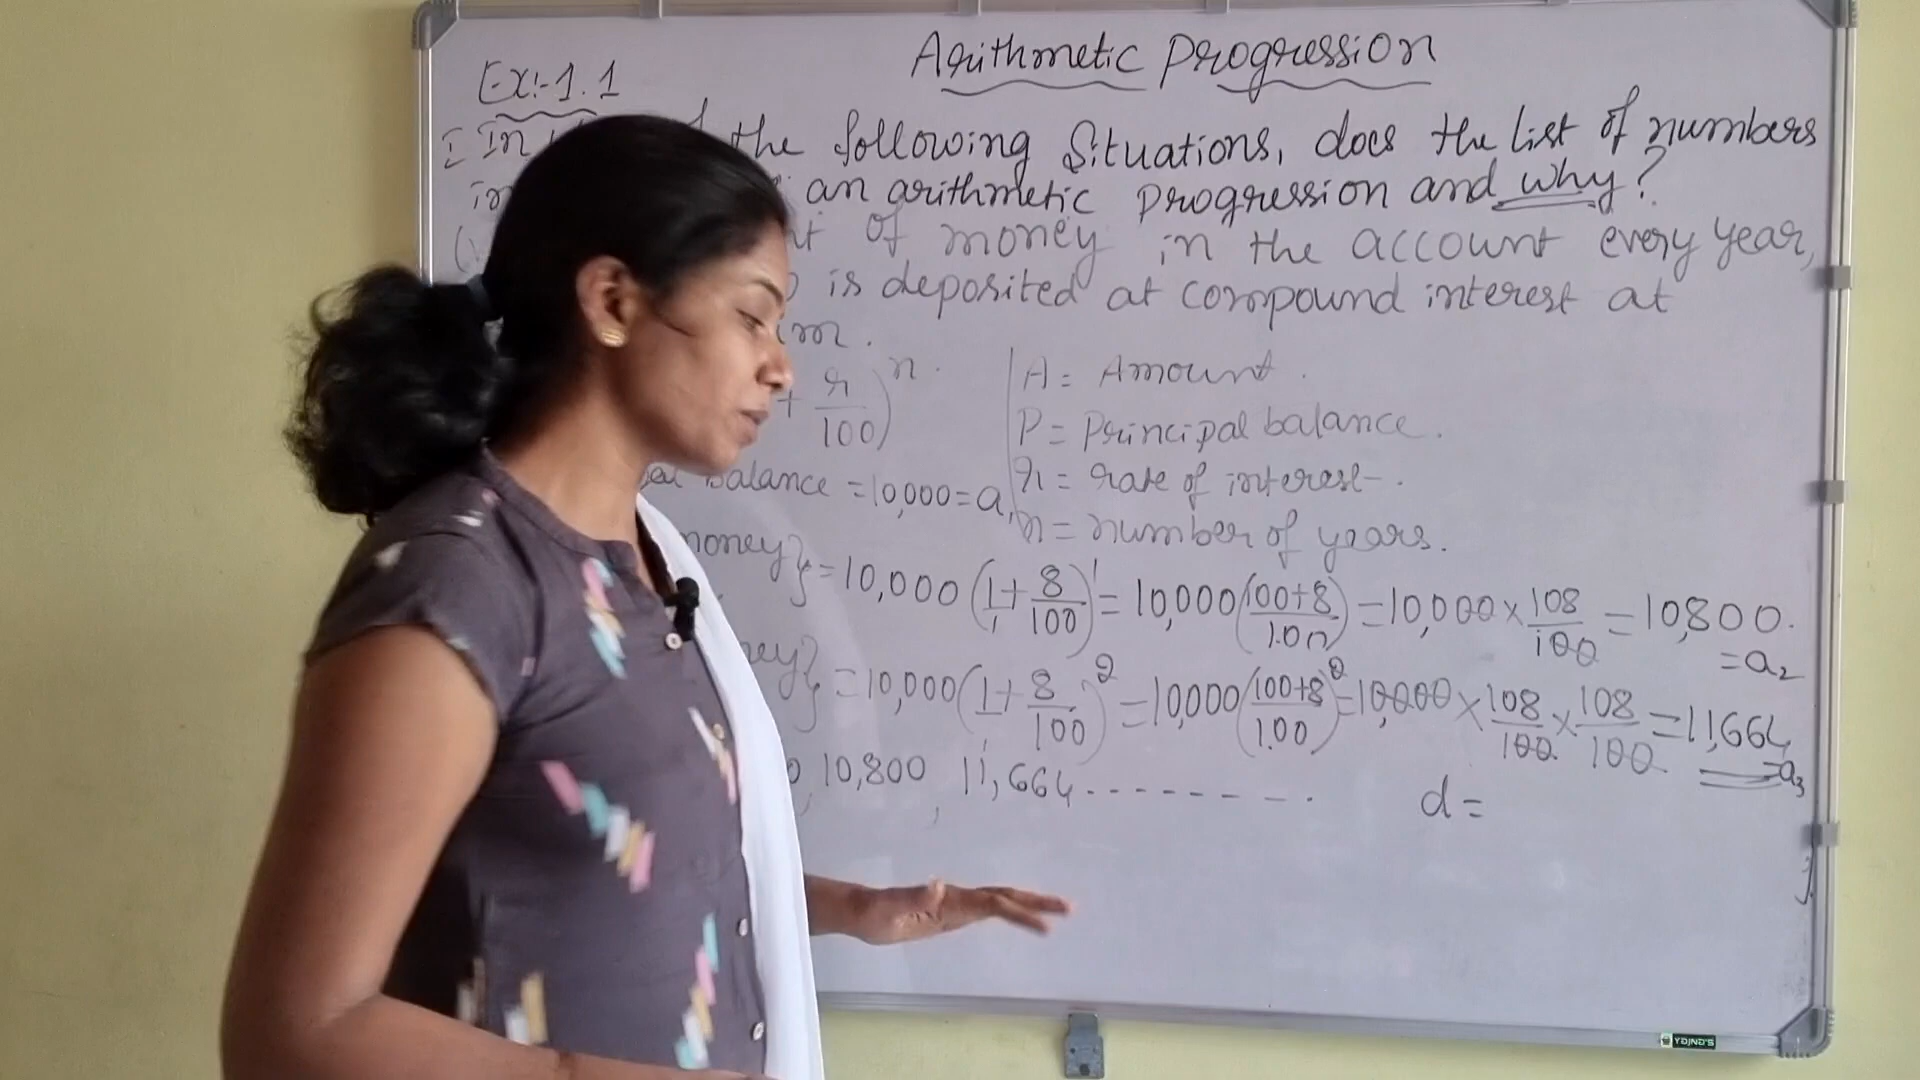 Arithmetic Progression
Ex:-1.1
I In the following situations, does the list of numbers
an arithmetic progression and why?
of money in the account every year,
is deposited at compound interest at
+ r/100)^n.
A = Amount.
P = Principal balance.
balance = 10,000 = a1
r = rate of interest.
n = number of years.
money} = 10,000 (1 + 8/100)^1 = 10,000 (100+8/100) = 10,000 × 108/100 = 10,800.
= a2
= 10,000 (1 + 8/100)^2 = 10,000 (100+8/100)^2 = 10,000 × 108/100 × 108/100 = 11,664
= a3
10,800, 11,664 - - - - - - - - .
d =
YAJNA'S